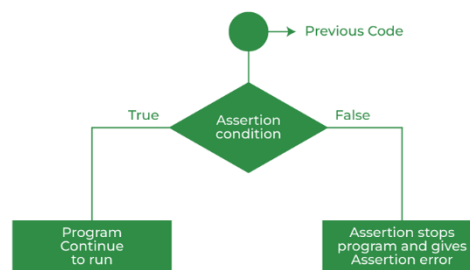 Previous Code
True
False
Assertion
condition
Program
Continue
to run
Assertion stops
program and gives
Assertion error